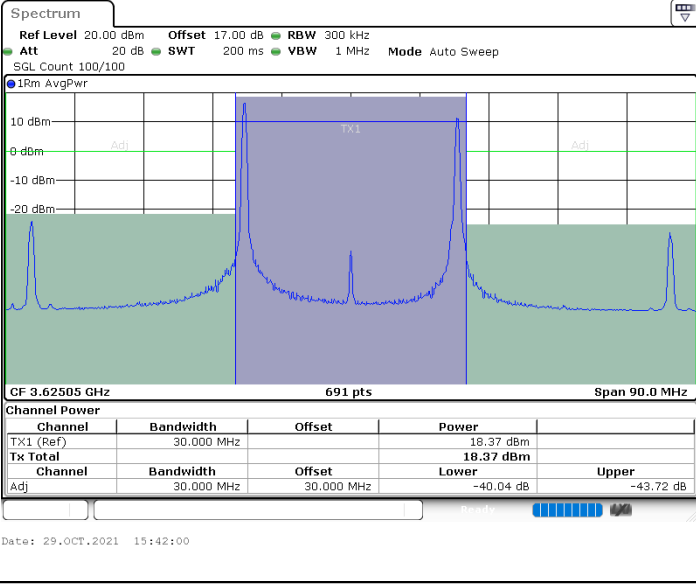 Spectrum
Ref Level 20.00 dBm Offset 17.00 dB RBW 300 kHz
Att 20 dB SWT 200 ms VBW 1 MHz Mode Auto Sweep
SGL Count 100/100
1Rm AvgPwr
10 dBm
TX1
Adj Adj
0 dBm
-10 dBm
-20 dBm
CF 3.62505 GHz 691 pts Span 90.0 MHz
Channel Power
Channel Bandwidth Offset Power
TX1 (Ref) 30.000 MHz 18.37 dBm
Tx Total 18.37 dBm
Channel Bandwidth Offset Lower Upper
Adj 30.000 MHz 30.000 MHz -40.04 dB -43.72 dB
Ready
Date: 29.OCT.2021 15:42:00